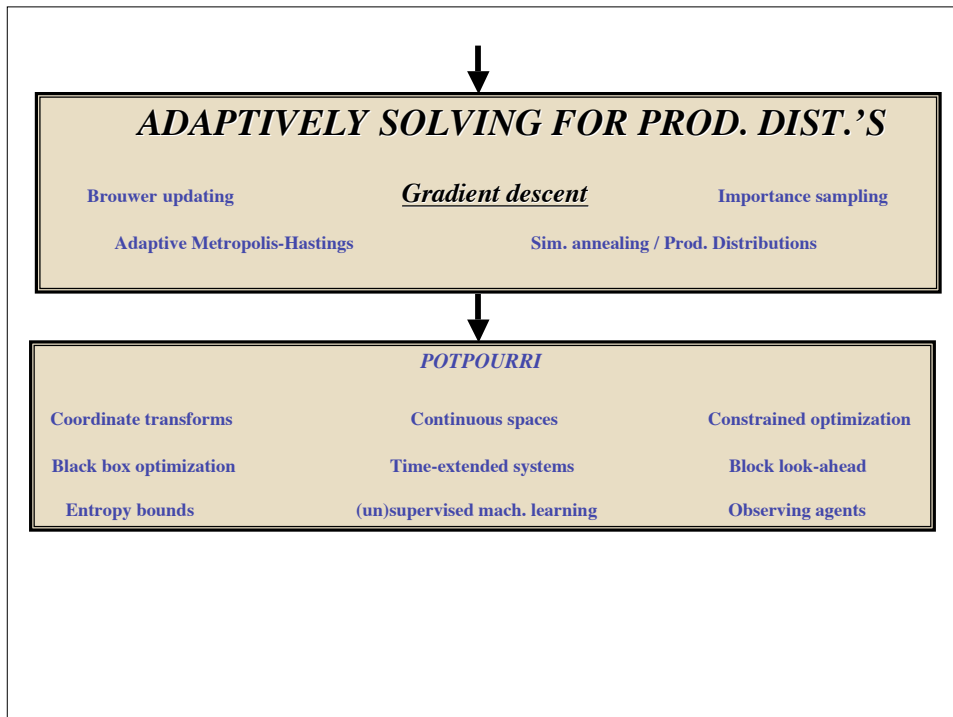 ADAPTIVELY SOLVING FOR PROD. DIST.'S
Brouwer updating Gradient descent Importance sampling
Adaptive Metropolis-Hastings Sim. annealing / Prod. Distributions
POTPOURRI
Coordinate transforms Continuous spaces Constrained optimization
Black box optimization Time-extended systems Block look-ahead
Entropy bounds (un)supervised mach. learning Observing agents